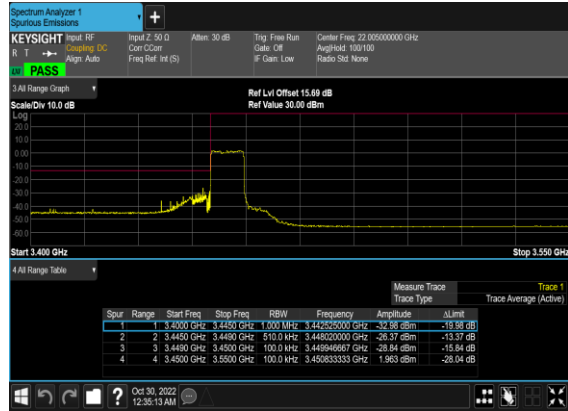 Spectrum Analyzer 1
Spurious Emissions
KEYSIGHT Input: RF Input Z: 50 Ω Atten: 30 dB Trig: Free Run Center Freq: 22.005000000 GHz
R T Coupling: DC Corr CCorr Gate: Off Avg|Hold: 100/100
Align: Auto Freq Ref: Int (S) IF Gain: Low Radio Std: None
PASS
3 All Range Graph
Ref Lvl Offset 15.69 dB
Scale/Div 10.0 dB Ref Value 30.00 dBm
Log
20.0
10.0
0.00
-10.0
-20.0
-30.0
-40.0
-50.0
-60.0
Start 3.400 GHz Stop 3.550 GHz
4 All Range Table
Measure Trace Trace 1
Trace Type Trace Average (Active)
Spur Range Start Freq Stop Freq RBW Frequency Amplitude ΔLimit
1 1 3.4000 GHz 3.4450 GHz 1.000 MHz 3.442525000 GHz -32.98 dBm -19.98 dB
2 2 3.4450 GHz 3.4490 GHz 510.0 kHz 3.448020000 GHz -26.37 dBm -13.37 dB
3 3 3.4490 GHz 3.4500 GHz 100.0 kHz 3.449946667 GHz -28.84 dBm -15.84 dB
4 4 3.4500 GHz 3.5500 GHz 100.0 kHz 3.450833333 GHz 1.963 dBm -28.04 dB
Oct 30, 2022
12:35:13 AM